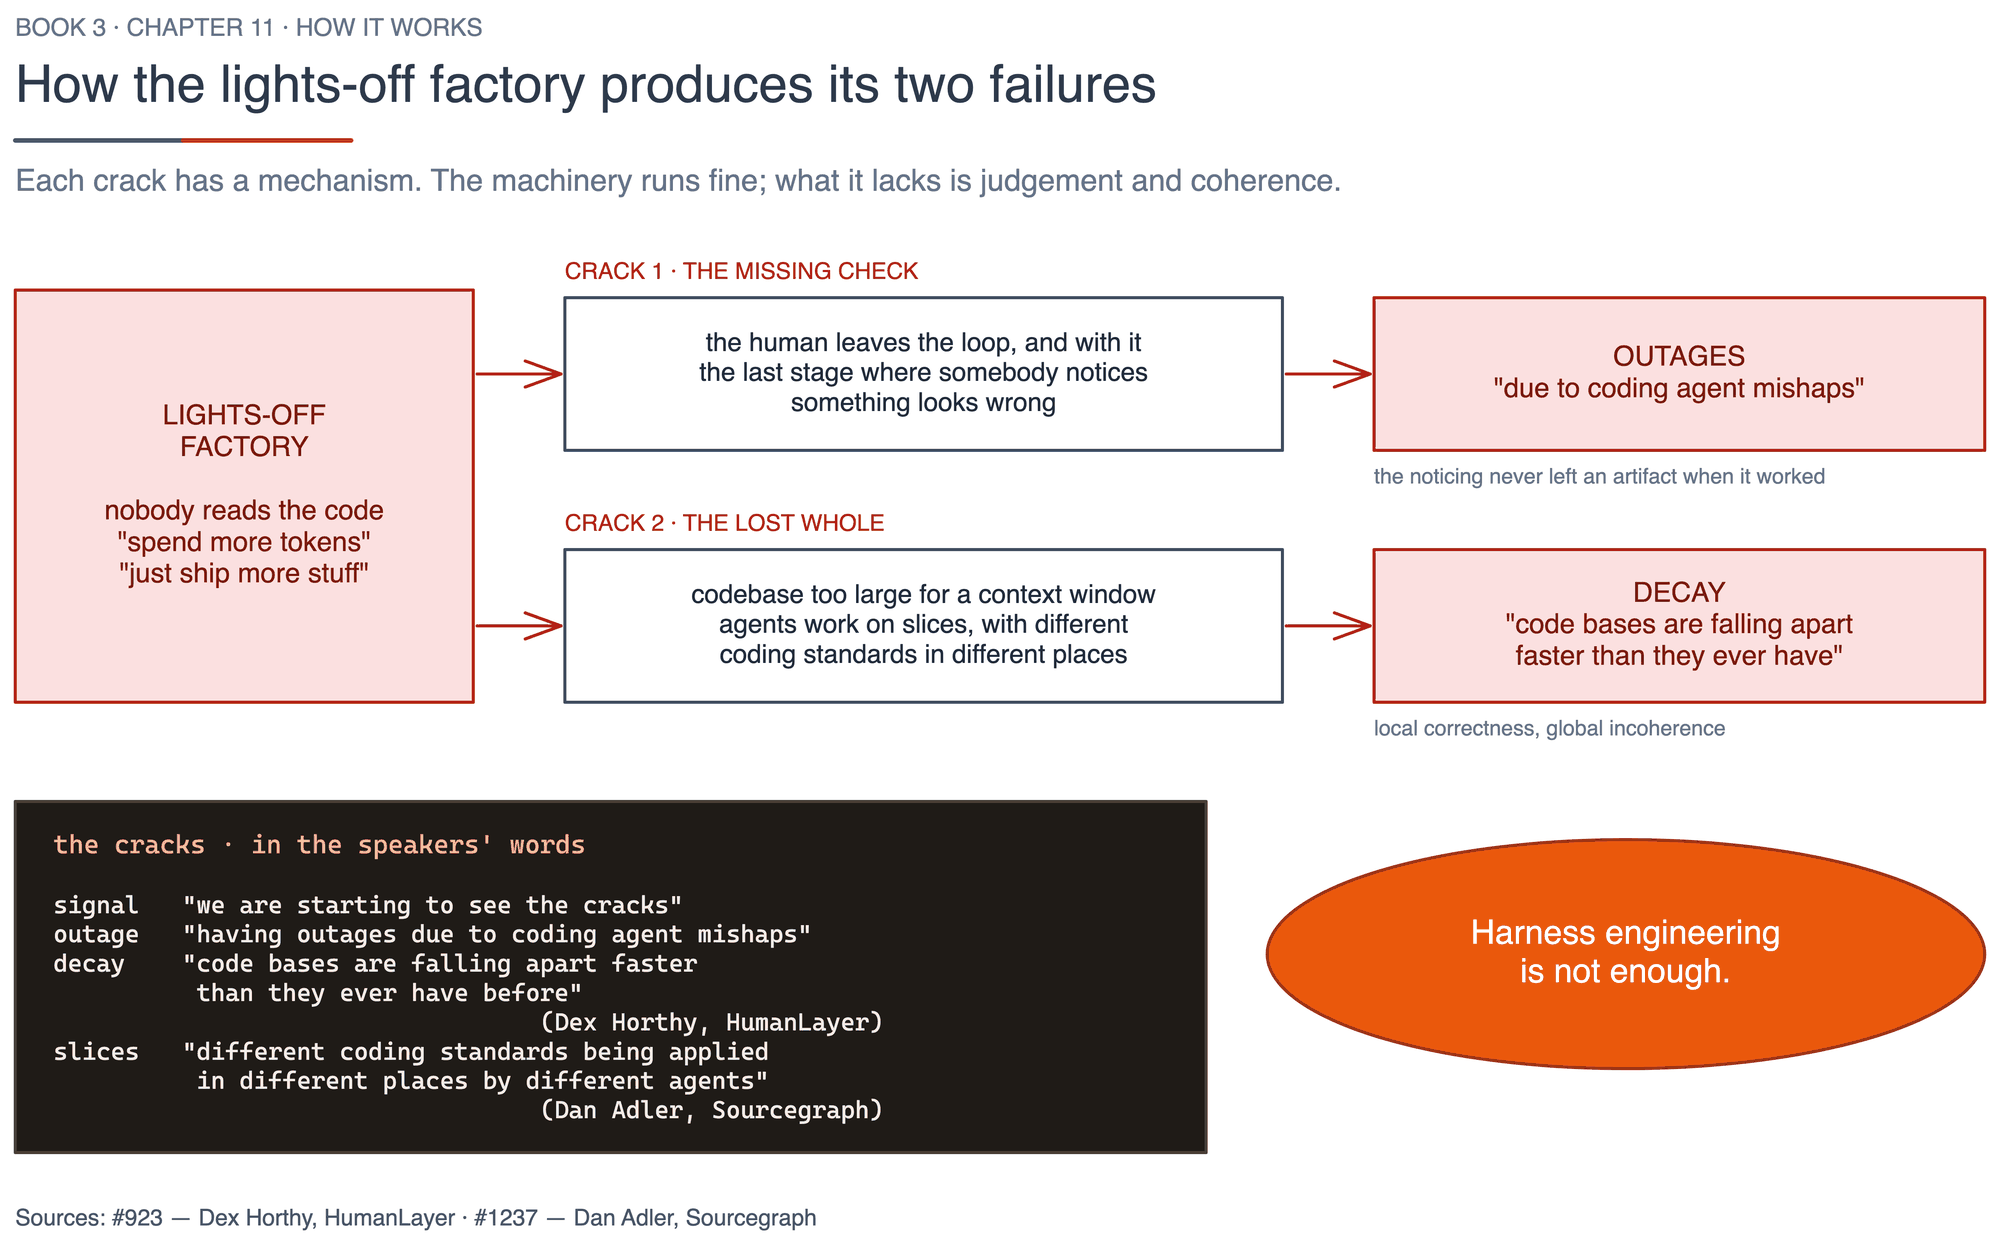 BOOK 3 · CHAPTER 11 · HOW IT WORKS
How the lights-off factory produces its two failures
Each crack has a mechanism. The machinery runs fine; what it lacks is judgement and coherence.
LIGHTS-OFF
FACTORY
nobody reads the code
"spend more tokens"
"just ship more stuff"
CRACK 1 · THE MISSING CHECK
the human leaves the loop, and with it
the last stage where somebody notices
something looks wrong
OUTAGES
"due to coding agent mishaps"
the noticing never left an artifact when it worked
CRACK 2 · THE LOST WHOLE
codebase too large for a context window
agents work on slices, with different
coding standards in different places
DECAY
"code bases are falling apart
faster than they ever have"
local correctness, global incoherence
the cracks · in the speakers' words
signal "we are starting to see the cracks"
outage "having outages due to coding agent mishaps"
decay "code bases are falling apart faster
than they ever have before"
(Dex Horthy, HumanLayer)
slices "different coding standards being applied
in different places by different agents"
(Dan Adler, Sourcegraph)
Harness engineering
is not enough.
Sources: #923 — Dex Horthy, HumanLayer · #1237 — Dan Adler, Sourcegraph